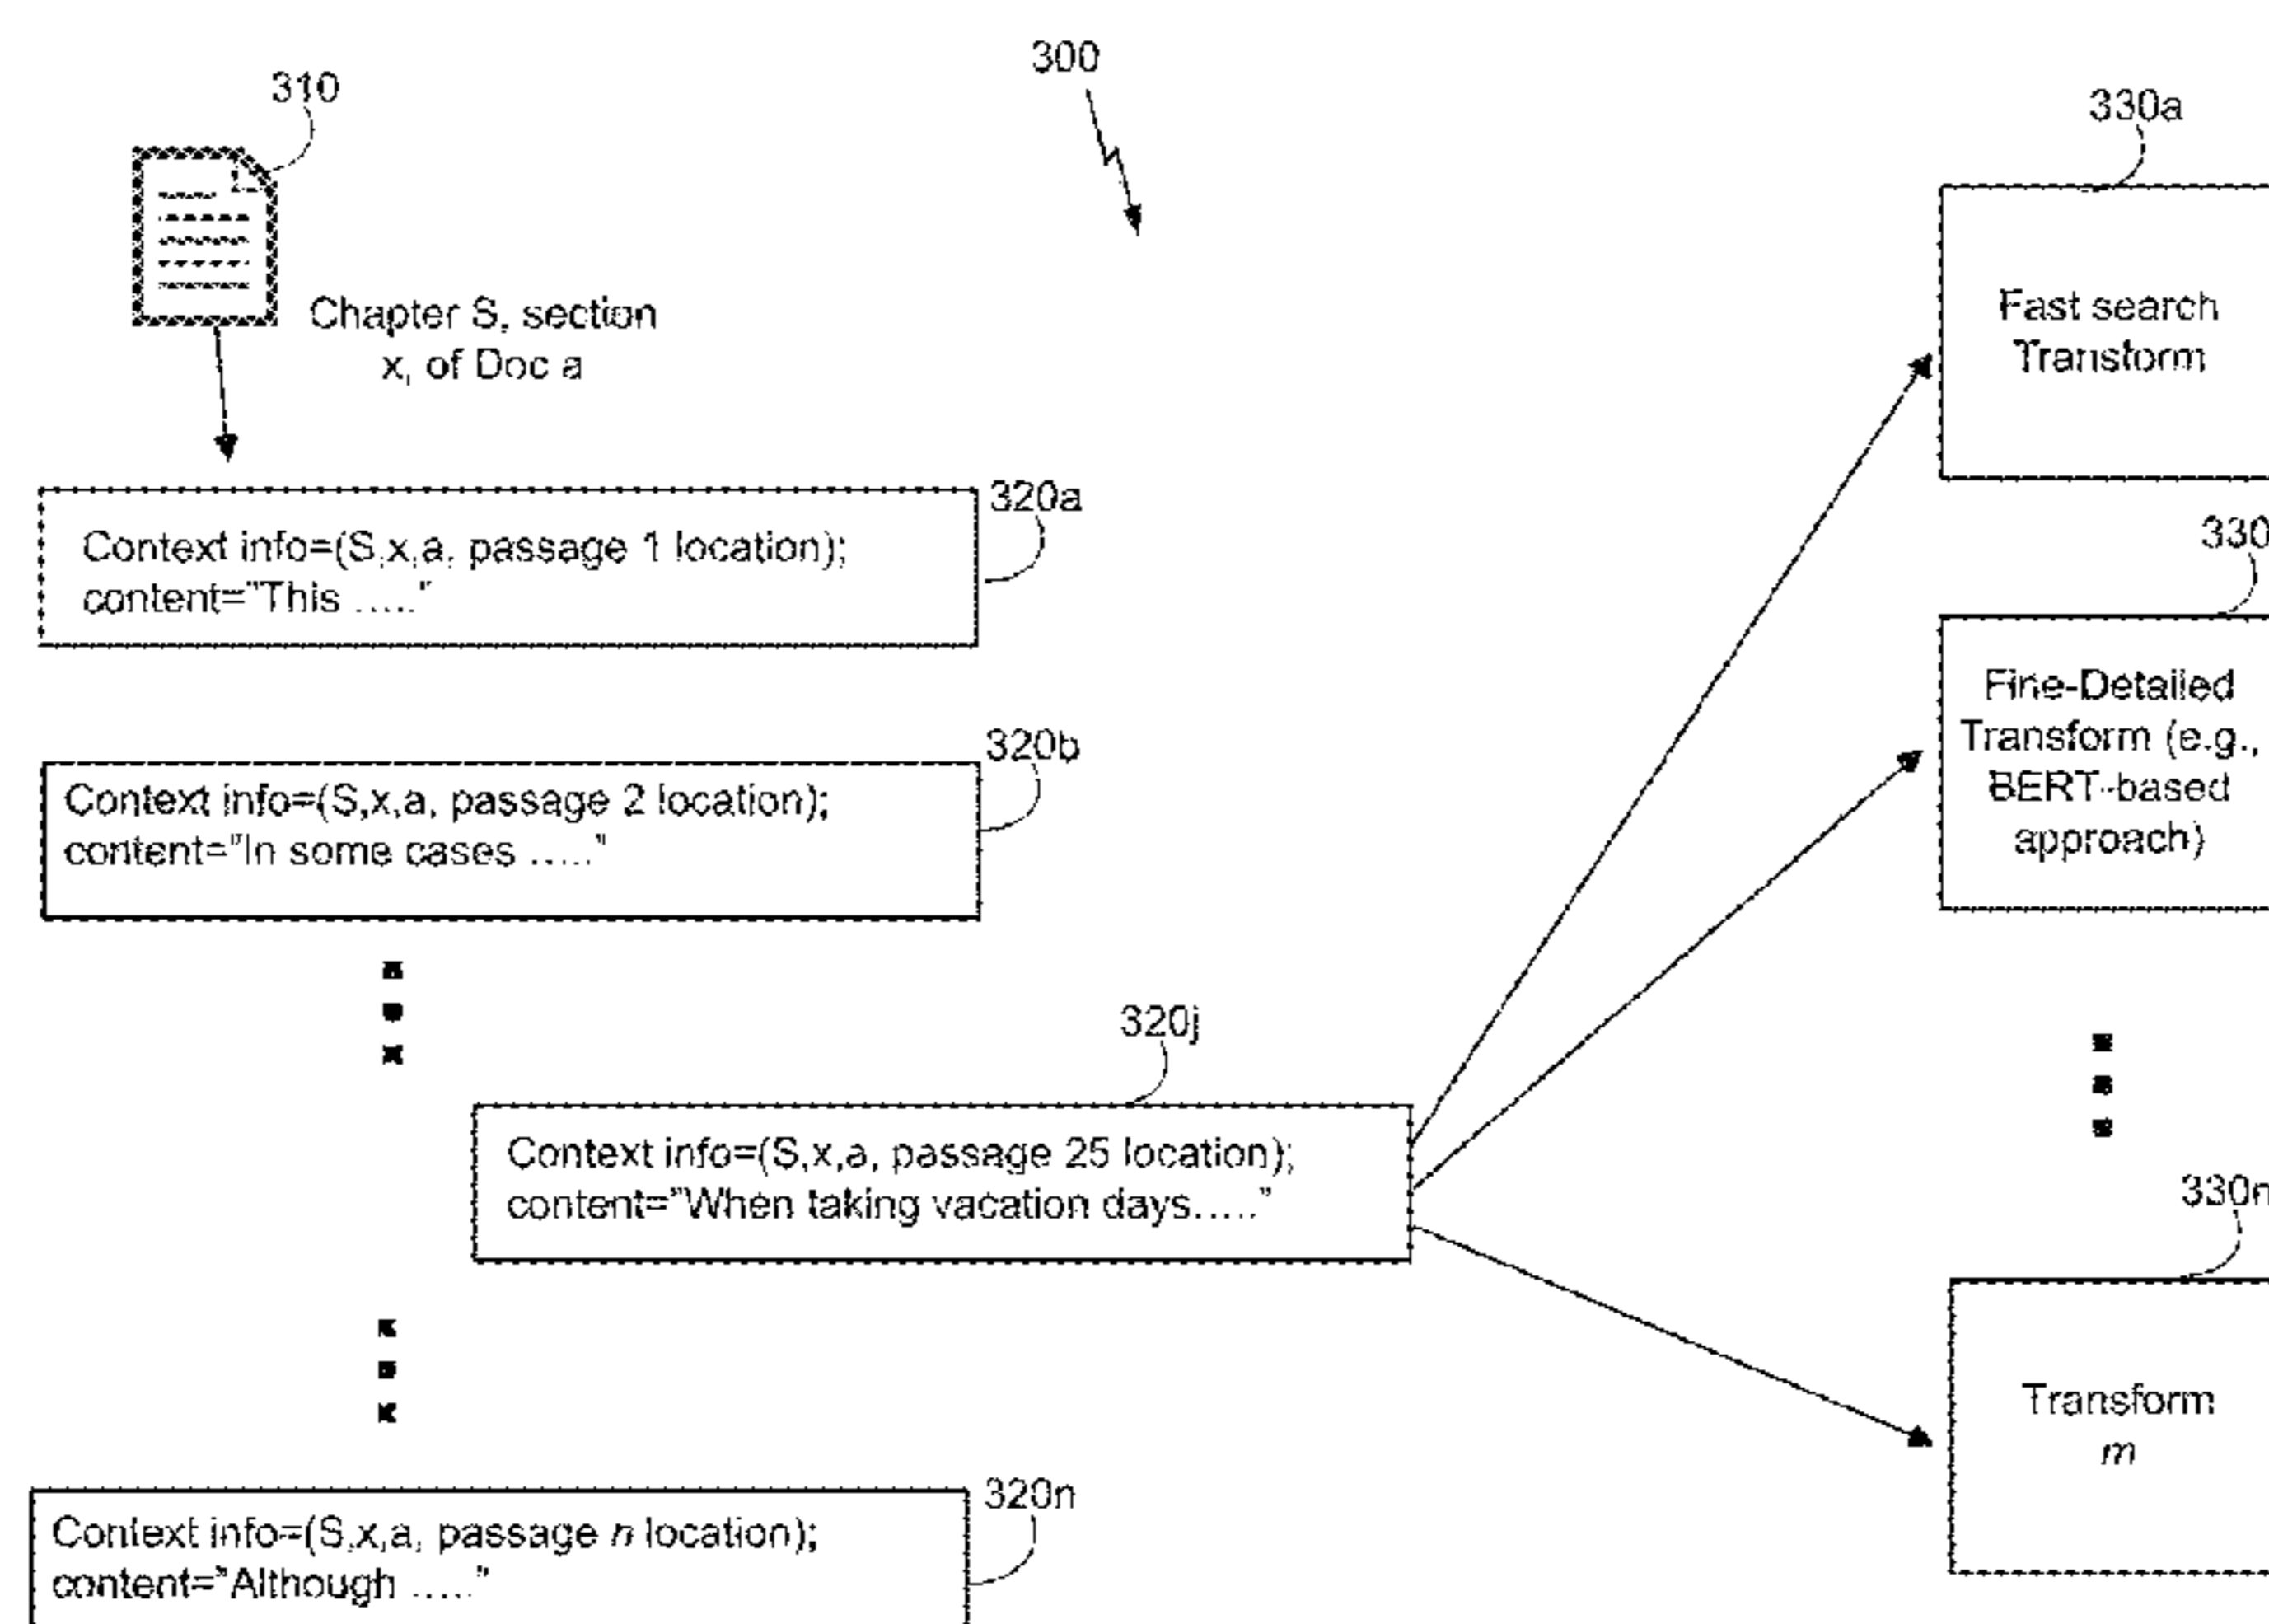 300
310
330a
Fast search
Transform
Chapter S, section
x, of Doc a
320a
Context info=(S,x,a, passage 1 location);
content="This ....."
330
Fine-Detailed
Transform (e.g.,
BERT-based
approach)
320b
Context info=(S,x,a, passage 2 location);
content="In some cases ....."
320j
Context info=(S,x,a, passage 25 location);
content="When taking vacation days....."
Transform
m
320n
Context info=(S,x,a, passage n location);
content="Although ....."